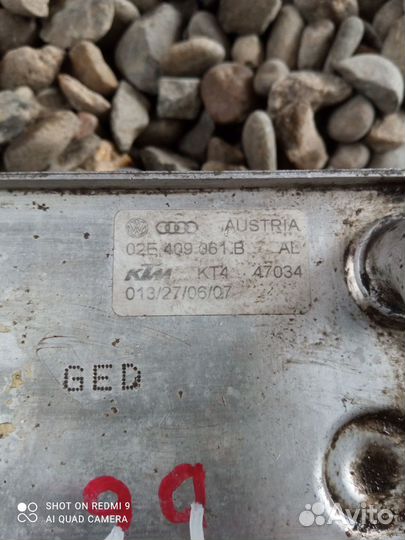 AUSTRIA
02E 409 061 B AL
KTM KT4 47034
013/27/06/07
GED
SHOT ON REDMI 9
AI QUAD CAMERA
Avito